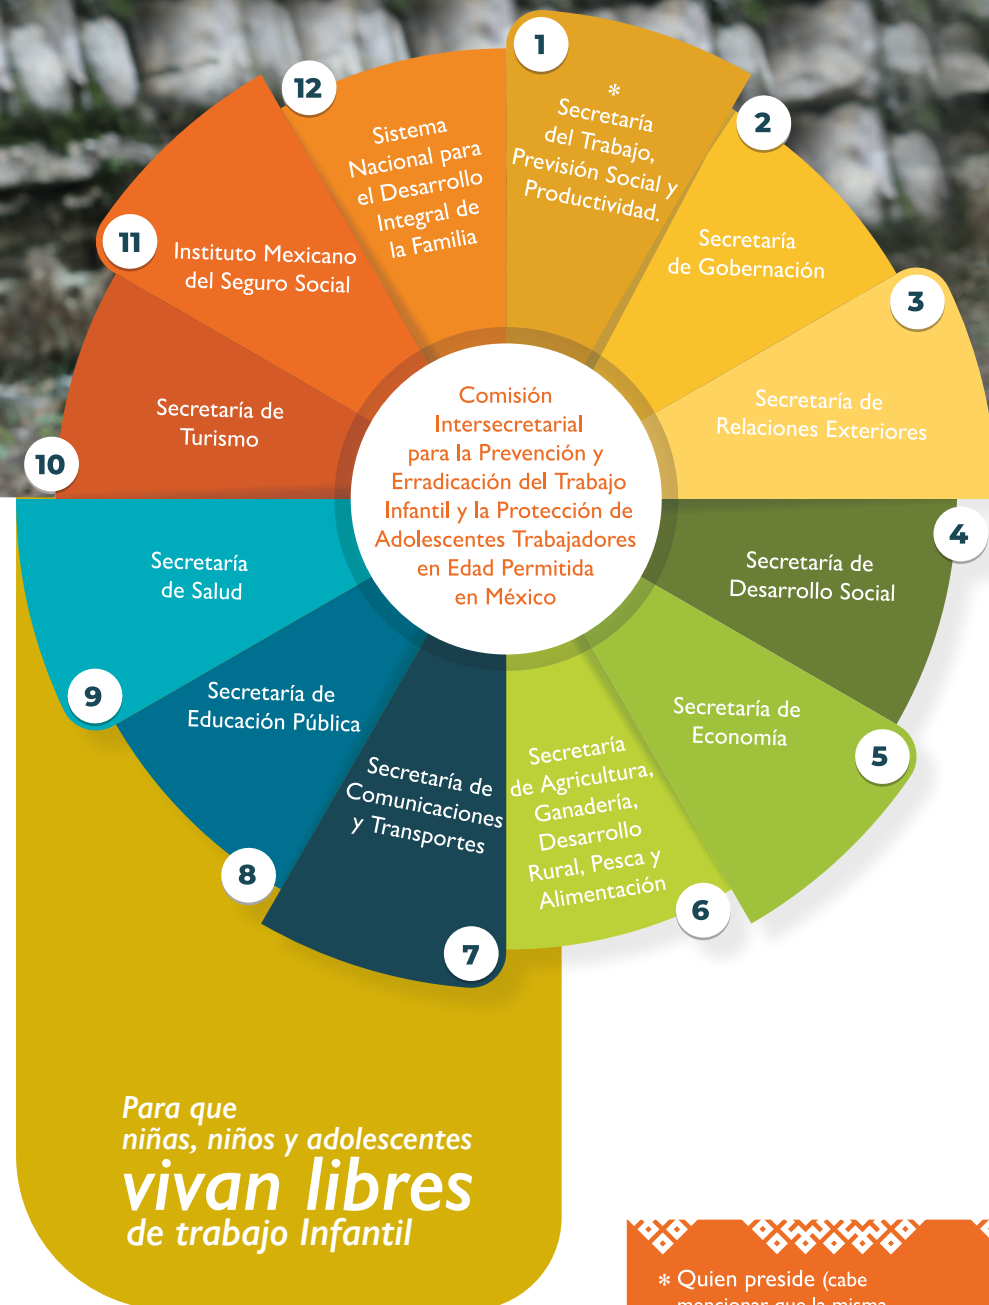 1
*
Secretaría
del Trabajo,
Previsión Social y
Productividad.
2
Secretaría
de Gobernación
3
Secretaría de
Relaciones Exteriores
4
Secretaría de
Desarrollo Social
5
Secretaría de
Economía
6
Secretaría
de Agricultura,
Ganadería,
Desarrollo
Rural, Pesca y
Alimentación
7
Secretaría de
Comunicaciones
y Transportes
8
Secretaría de
Educación Pública
9
Secretaría
de Salud
10
Secretaría de
Turismo
11
Instituto Mexicano
del Seguro Social
12
Sistema
Nacional para
el Desarrollo
Integral de
la Familia
Comisión
Intersecretarial
para la Prevención y
Erradicación del Trabajo
Infantil y la Protección de
Adolescentes Trabajadores
en Edad Permitida
en México
Para que
niñas, niños y adolescentes
vivan libres
de trabajo Infantil
* Quien preside (cabe
mencionar que la misma